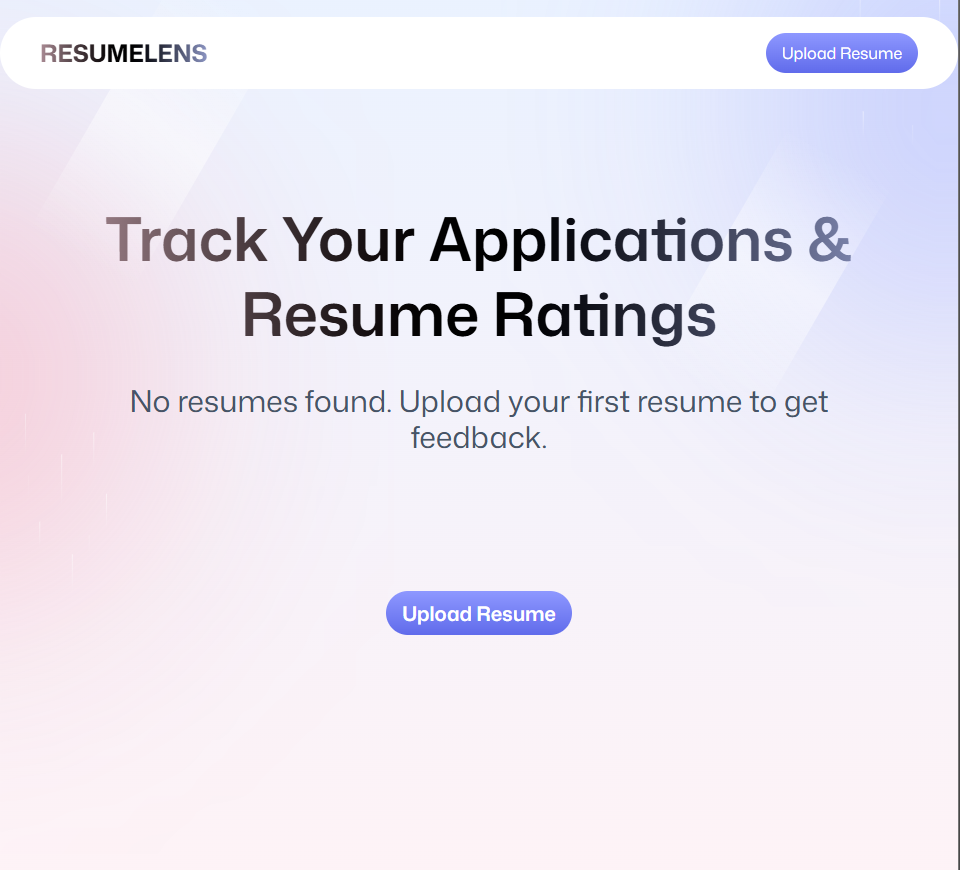 RESUMELENS
Upload Resume
Track Your Applications &
Resume Ratings
No resumes found. Upload your first resume to get
feedback.
Upload Resume